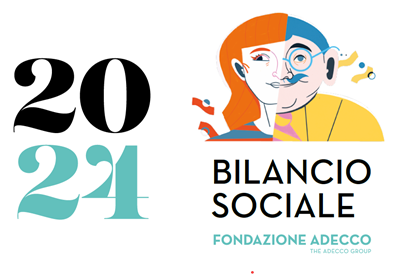 20
24
BILANCIO
SOCIALE
FONDAZIONE ADECCO
THE ADECCO GROUP